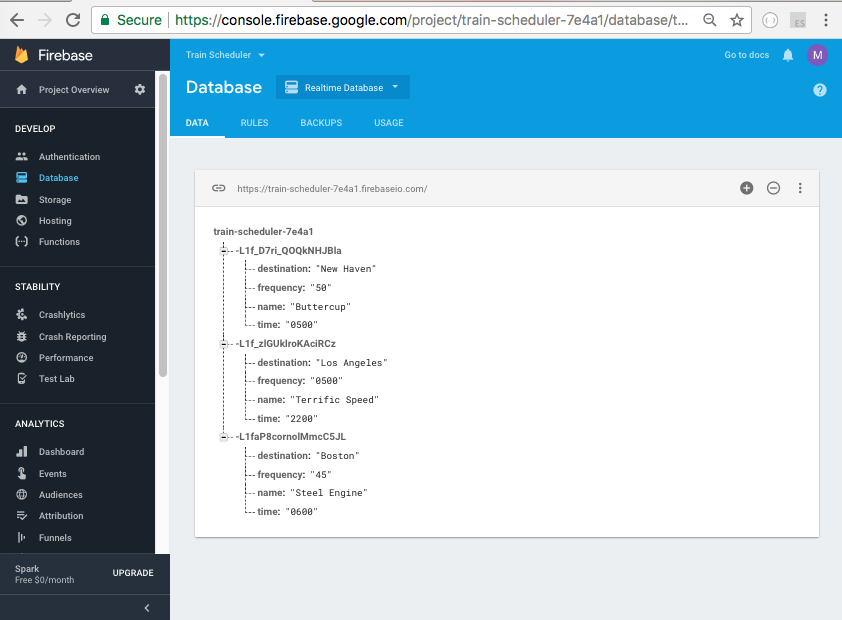 Secure https://console.firebase.google.com/project/train-scheduler-7e4a1/database/t...
ES
Firebase
Train Scheduler
Go to docs
M
Project Overview
Database Realtime Database
?
DATA RULES BACKUPS USAGE
DEVELOP
Authentication
Database
Storage
Hosting
Functions
STABILITY
Crashlytics
Crash Reporting
Performance
Test Lab
ANALYTICS
Dashboard
Events
Audiences
Attribution
Funnels
Spark
Free $0/month
UPGRADE
https://train-scheduler-7e4a1.firebaseio.com/
train-scheduler-7e4a1
-L1f_D7ri_QOQkNHJBla
destination: "New Haven"
frequency: "50"
name: "Buttercup"
time: "0500"
-L1f_zlGUklroKAciRCz
destination: "Los Angeles"
frequency: "0500"
name: "Terrific Speed"
time: "2200"
-L1faP8cornolMmcC5JL
destination: "Boston"
frequency: "45"
name: "Steel Engine"
time: "0600"